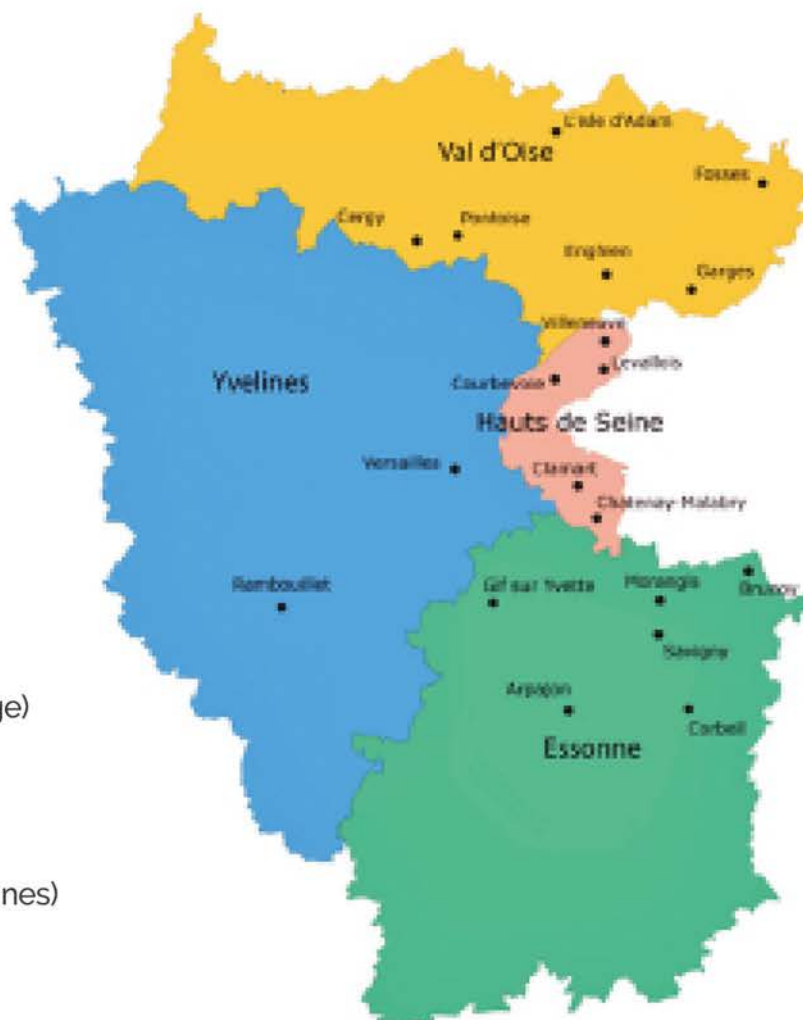 L'Isle d'Adam
Val d'Oise
Fosses
Cergy
Pontoise
Enghien
Garges
Villeneuve
Levallois
Courbevoie
Yvelines
Hauts de Seine
Versailles
Clamart
Chatenay-Malabry
Rambouillet
Gif sur Yvette
Morangis
Brunoy
Savigny
ge)
Arpajon
Corbeil
Essonne
nes)